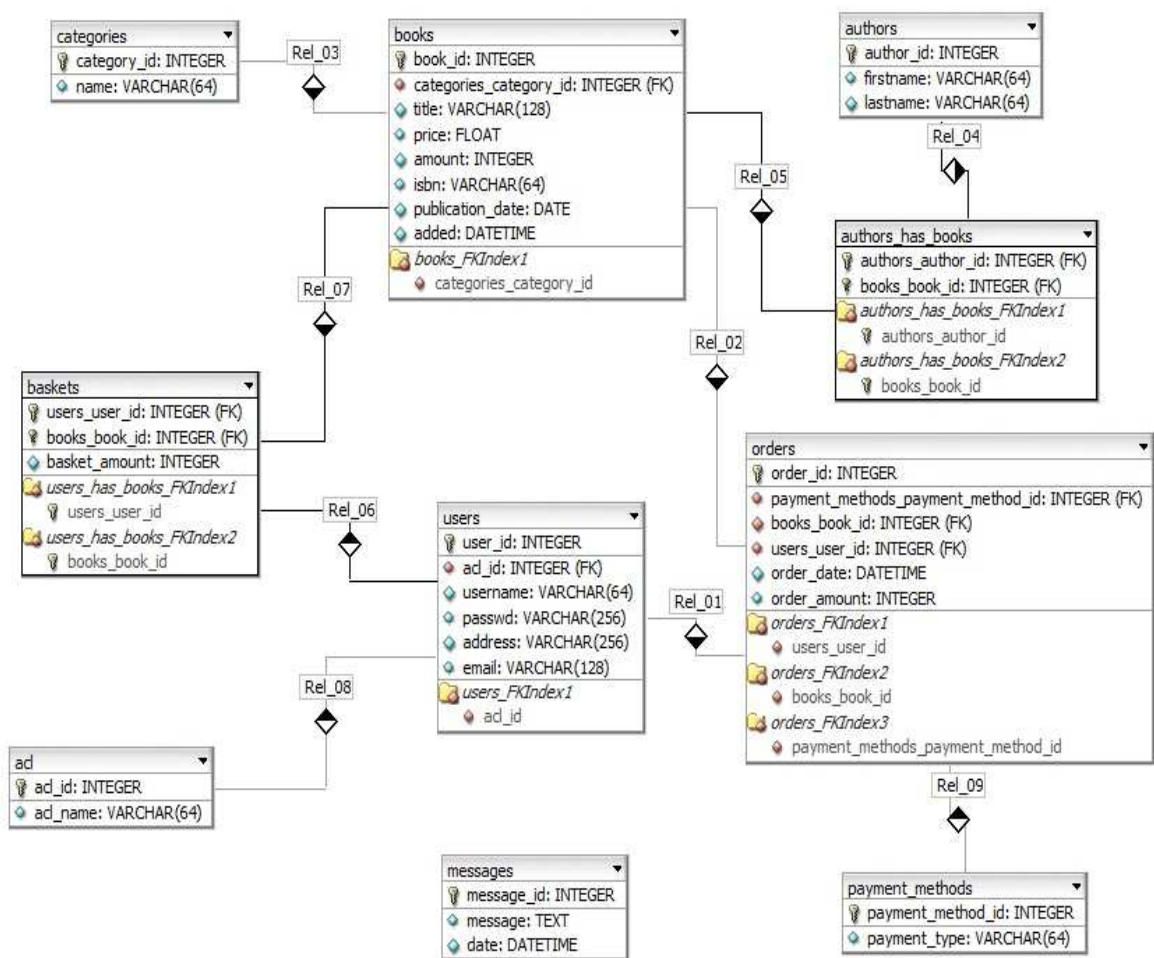 categories
category_id: INTEGER
name: VARCHAR(64)
Rel_03
books
book_id: INTEGER
categories_category_id: INTEGER (FK)
title: VARCHAR(128)
price: FLOAT
amount: INTEGER
isbn: VARCHAR(64)
publication_date: DATE
added: DATETIME
books_FKIndex1
categories_category_id
authors
author_id: INTEGER
firstname: VARCHAR(64)
lastname: VARCHAR(64)
Rel_04
Rel_05
authors_has_books
authors_author_id: INTEGER (FK)
books_book_id: INTEGER (FK)
authors_has_books_FKIndex1
authors_author_id
authors_has_books_FKIndex2
books_book_id
Rel_07
Rel_02
baskets
users_user_id: INTEGER (FK)
books_book_id: INTEGER (FK)
basket_amount: INTEGER
users_has_books_FKIndex1
users_user_id
users_has_books_FKIndex2
books_book_id
Rel_06
users
user_id: INTEGER
acl_id: INTEGER (FK)
username: VARCHAR(64)
passwd: VARCHAR(256)
address: VARCHAR(256)
email: VARCHAR(128)
users_FKIndex1
acl_id
Rel_01
orders
order_id: INTEGER
payment_methods_payment_method_id: INTEGER (FK)
books_book_id: INTEGER (FK)
users_user_id: INTEGER (FK)
order_date: DATETIME
order_amount: INTEGER
orders_FKIndex1
users_user_id
orders_FKIndex2
books_book_id
orders_FKIndex3
payment_methods_payment_method_id
Rel_08
acl
acl_id: INTEGER
acl_name: VARCHAR(64)
Rel_09
messages
message_id: INTEGER
message: TEXT
date: DATETIME
payment_methods
payment_method_id: INTEGER
payment_type: VARCHAR(64)